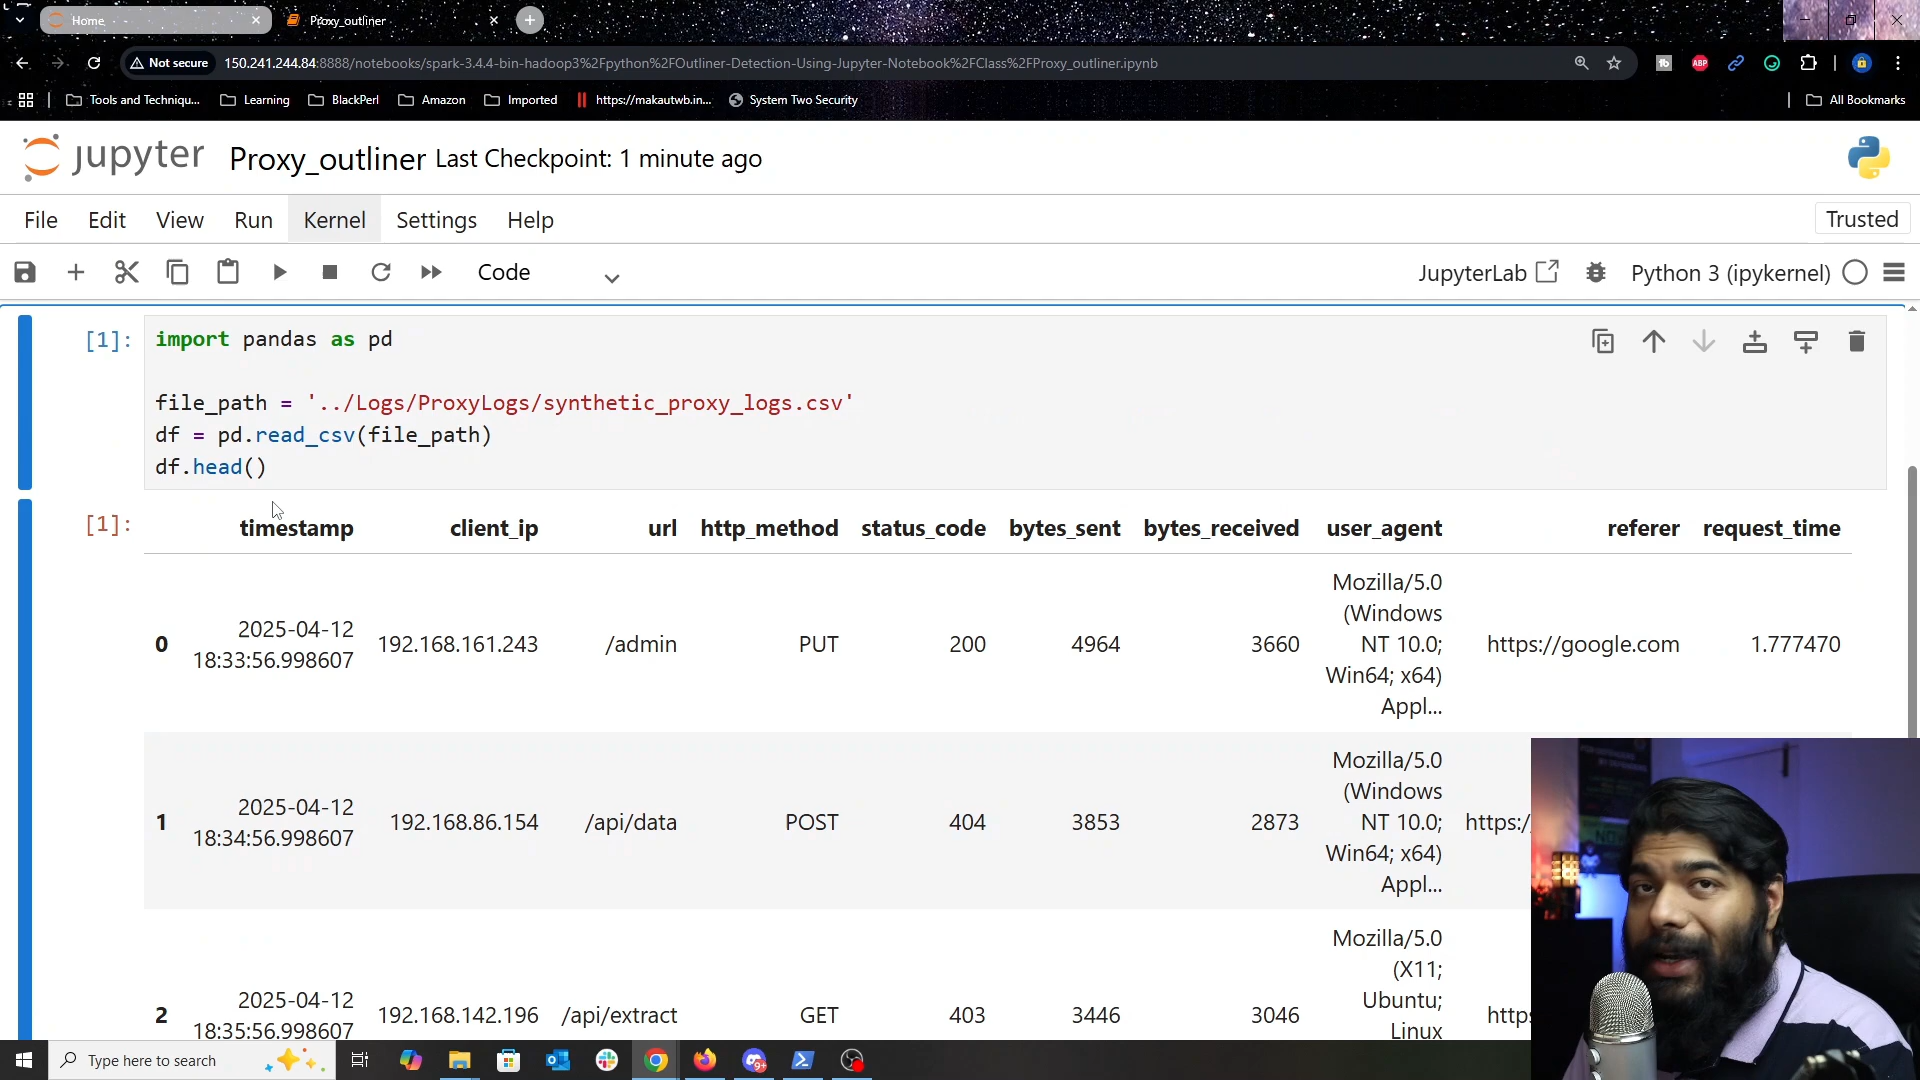 Home
Proxy_outliner
Not secure
150.241.244.84:8888/notebooks/spark-3.4.4-bin-hadoop3%2Fpython%2FOutliner-Detection-Using-Jupyter-Notebook%2FClass%2FProxy_outliner.ipynb
ABP
Tools and Techniqu...
Learning
BlackPerl
Amazon
Imported
https://makautwb.in...
System Two Security
All Bookmarks
jupyter
Proxy_outliner Last Checkpoint: 1 minute ago
File Edit View Run Kernel Settings Help
Trusted
Code
JupyterLab
Python 3 (ipykernel)
[1]:
import pandas as pd
file_path = '../Logs/ProxyLogs/synthetic_proxy_logs.csv'
df = pd.read_csv(file_path)
df.head()
[1]:
timestamp client_ip url http_method status_code bytes_sent bytes_received user_agent referer request_time
0 2025-04-12 18:33:56.998607 192.168.161.243 /admin PUT 200 4964 3660 Mozilla/5.0 (Windows NT 10.0; Win64; x64) Appl... https://google.com 1.777470
1 2025-04-12 18:34:56.998607 192.168.86.154 /api/data POST 404 3853 2873 Mozilla/5.0 (Windows NT 10.0; Win64; x64) Appl... https:/
2 2025-04-12 18:35:56.998607 192.168.142.196 /api/extract GET 403 3446 3046 Mozilla/5.0 (X11; Ubuntu; Linux http
Type here to search
9+